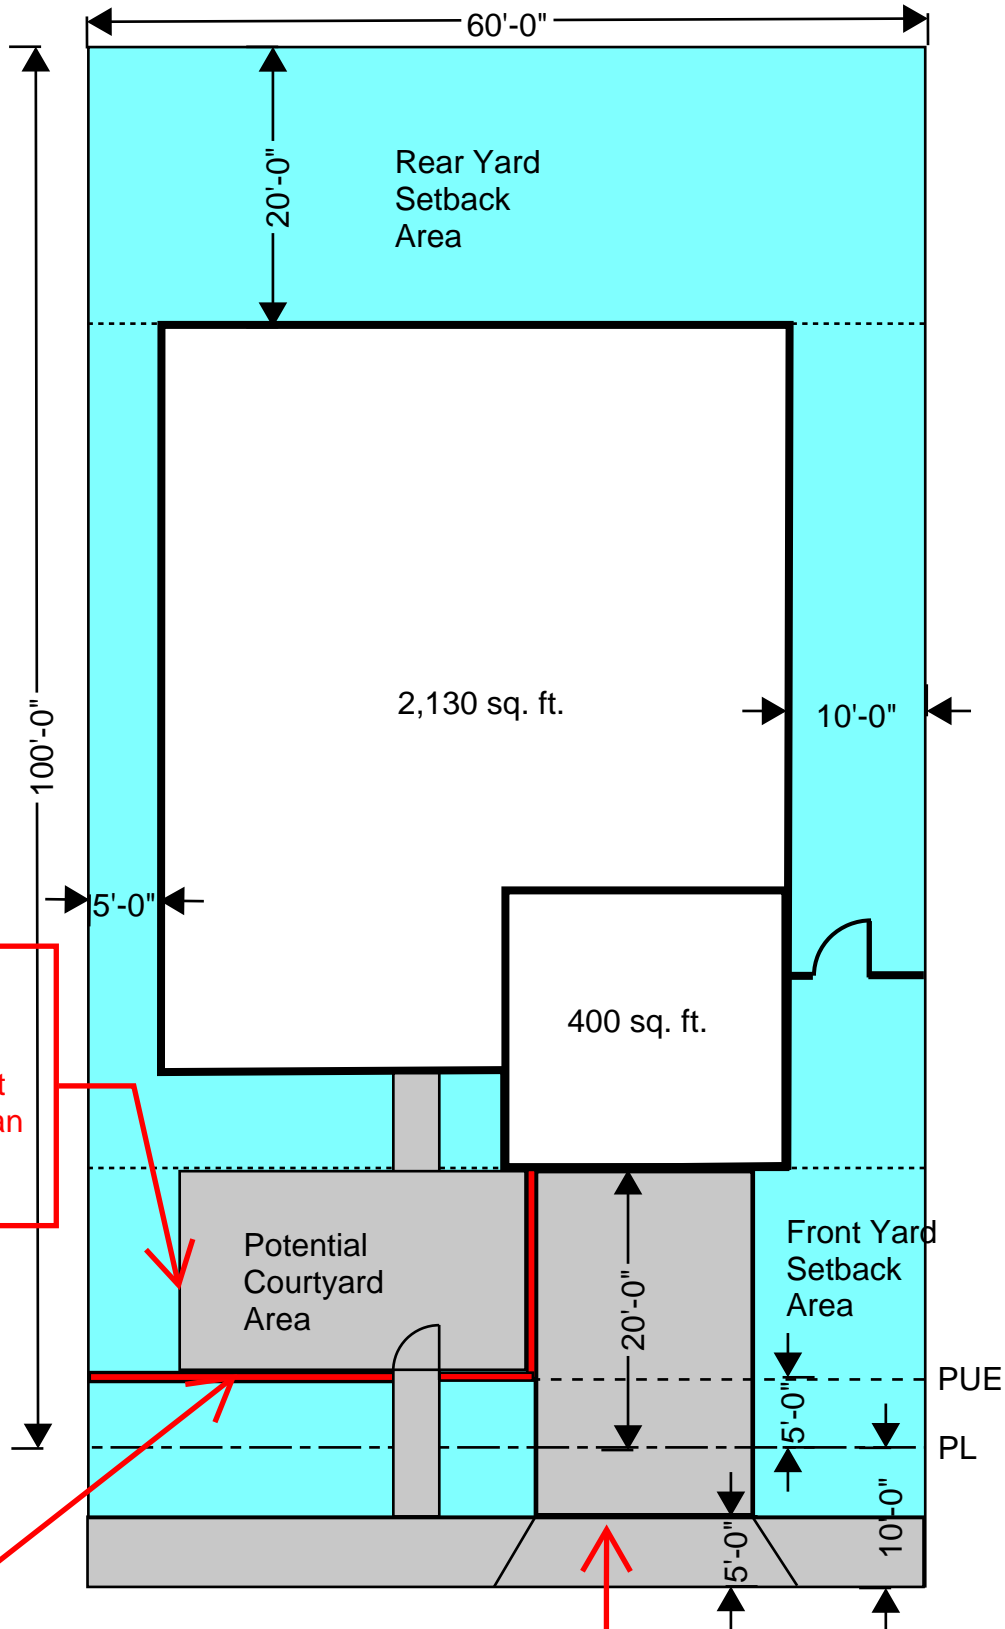 60'-0"
20'-0"
Rear Yard
Setback
Area
100'-0"
2,130 sq. ft.
10'-0"
5'-0"
400 sq. ft.
Potential
Courtyard
Area
20'-0"
Front Yard
Setback
Area
PUE
5'-0"
PL
10'-0"
5'-0"